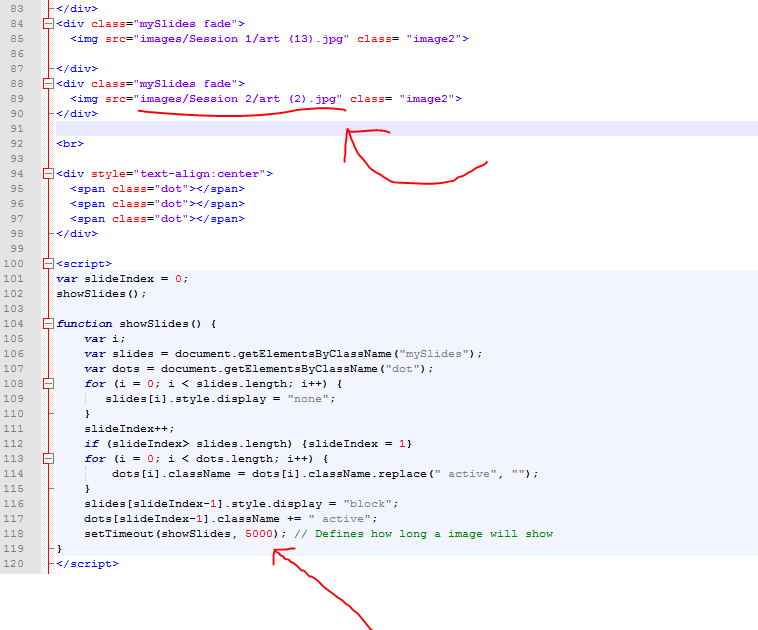 83 </div>
84 <div class="mySlides fade">
85   <img src="images/Session 1/art (13).jpg" class= "image2">
86
87 </div>
88 <div class="mySlides fade">
89   <img src="images/Session 2/art (2).jpg" class= "image2">
90 </div>
91
92 <br>
93
94 <div style="text-align:center">
95   <span class="dot"></span>
96   <span class="dot"></span>
97   <span class="dot"></span>
98 </div>
99
100 <script>
101 var slideIndex = 0;
102 showSlides();
103
104 function showSlides() {
105     var i;
106     var slides = document.getElementsByClassName("mySlides");
107     var dots = document.getElementsByClassName("dot");
108     for (i = 0; i < slides.length; i++) {
109        slides[i].style.display = "none";
110     }
111     slideIndex++;
112     if (slideIndex> slides.length) {slideIndex = 1}
113     for (i = 0; i < dots.length; i++) {
114         dots[i].className = dots[i].className.replace(" active", "");
115     }
116     slides[slideIndex-1].style.display = "block";
117     dots[slideIndex-1].className += " active";
118     setTimeout(showSlides, 5000); // Defines how long a image will show
119 }
120 </script>